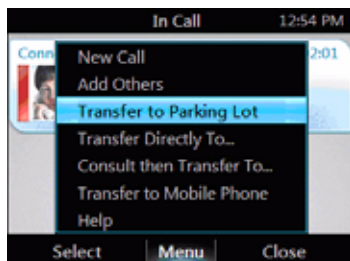 In Call 12:54 PM
Conn 2:01
New Call
Add Others
Transfer to Parking Lot
Transfer Directly To...
Consult then Transfer To...
Transfer to Mobile Phone
Help
Select Menu Close